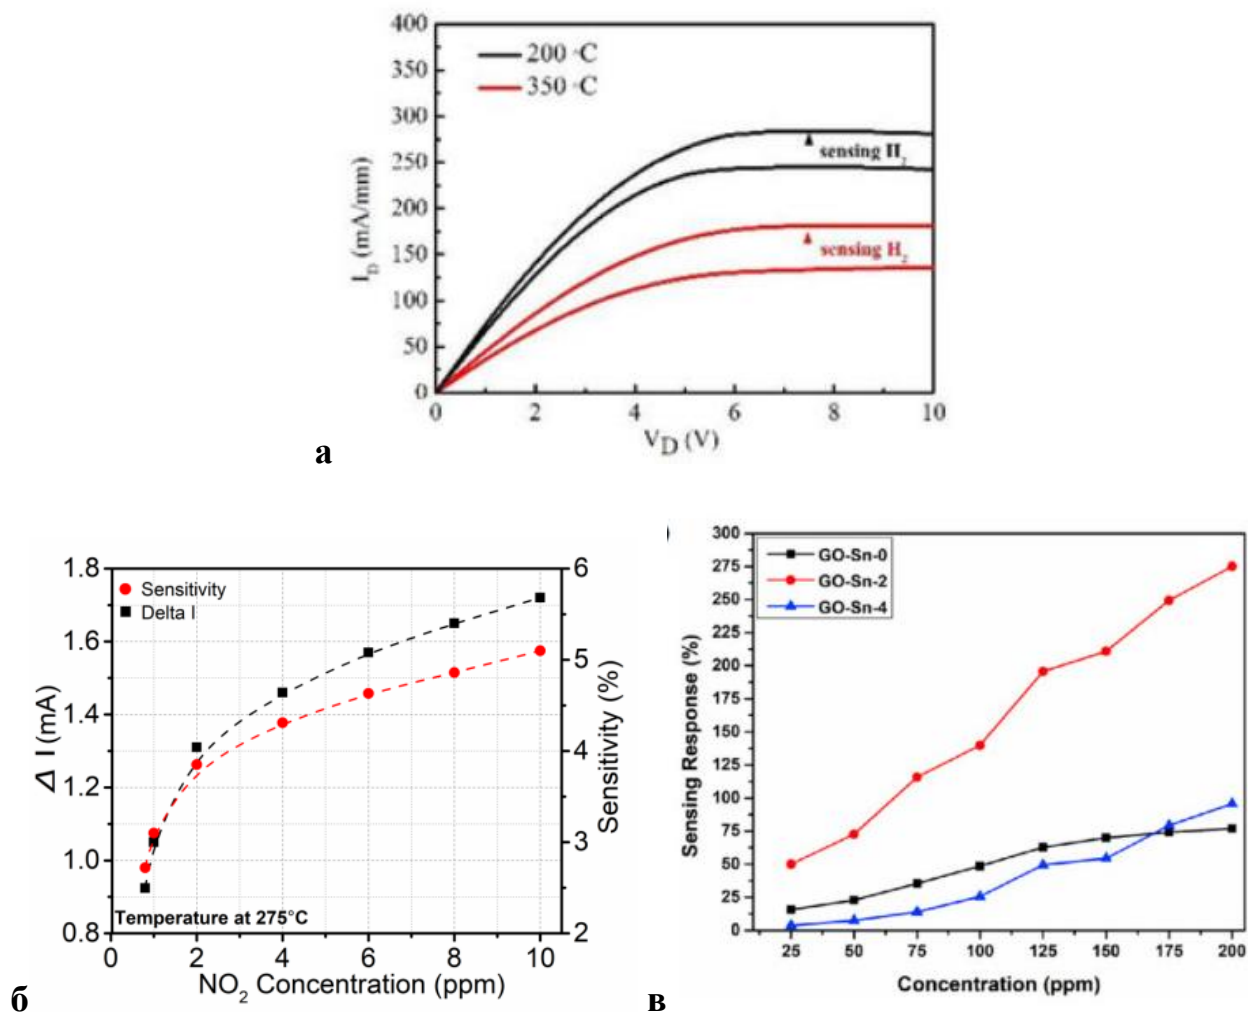 400
350
300
250
200
150
100
50
0
I_D (mA/mm)
200 °C
350 °C
sensing H₂
sensing H₂
0 2 4 6 8 10
V_D (V)
а
1.8
1.6
1.4
1.2
1.0
0.8
Δ I (mA)
Sensitivity
Delta I
Temperature at 275°C
6
5
4
3
2
Sensitivity (%)
0 2 4 6 8 10
NO₂ Concentration (ppm)
б
)
300
275
250
225
200
175
150
125
100
75
50
25
0
Sensing Response (%)
GO-Sn-0
GO-Sn-2
GO-Sn-4
25 50 75 100 125 150 175 200
Concentration (ppm)
в